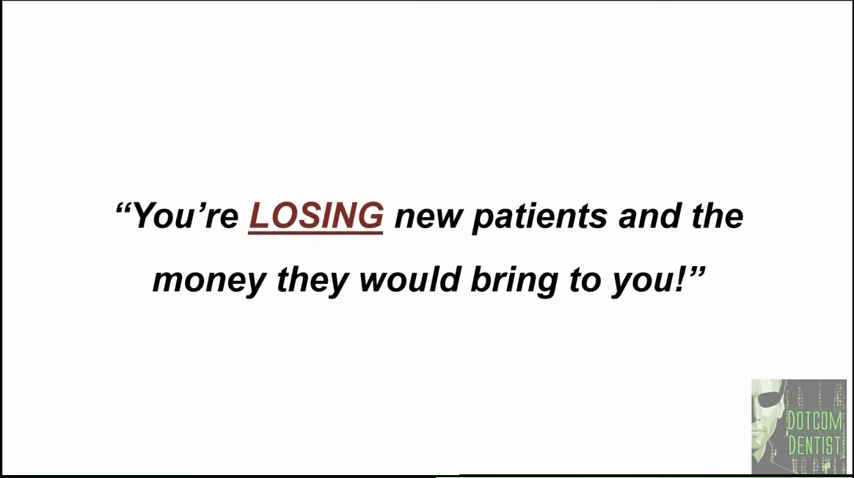 “You’re LOSING new patients and the
money they would bring to you!”
DOTCOM
DENTIST